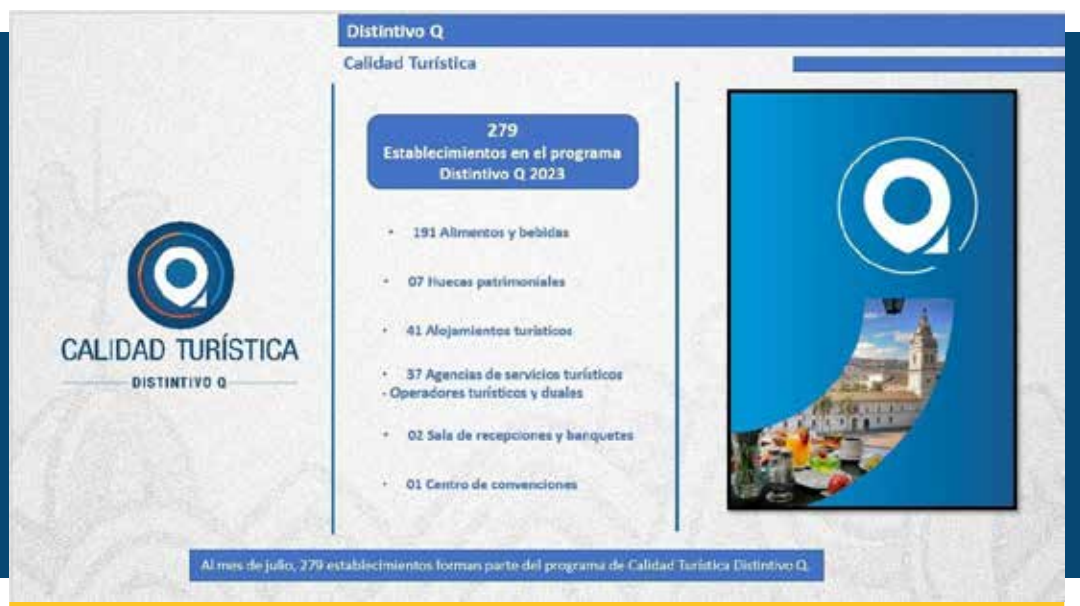 Distintivo Q
Calidad Turística
279
Establecimientos en el programa
Distintivo Q 2023
• 191 Alimentos y bebidas
• 07 Huecas patrimoniales
• 41 Alojamientos turísticos
• 37 Agencias de servicios turísticos
- Operadores turísticos y duales
• 02 Sala de recepciones y banquetes
• 01 Centro de convenciones
CALIDAD TURÍSTICA
DISTINTIVO Q
Al mes de julio, 279 establecimientos forman parte del programa de Calidad Turística Distintivo Q.